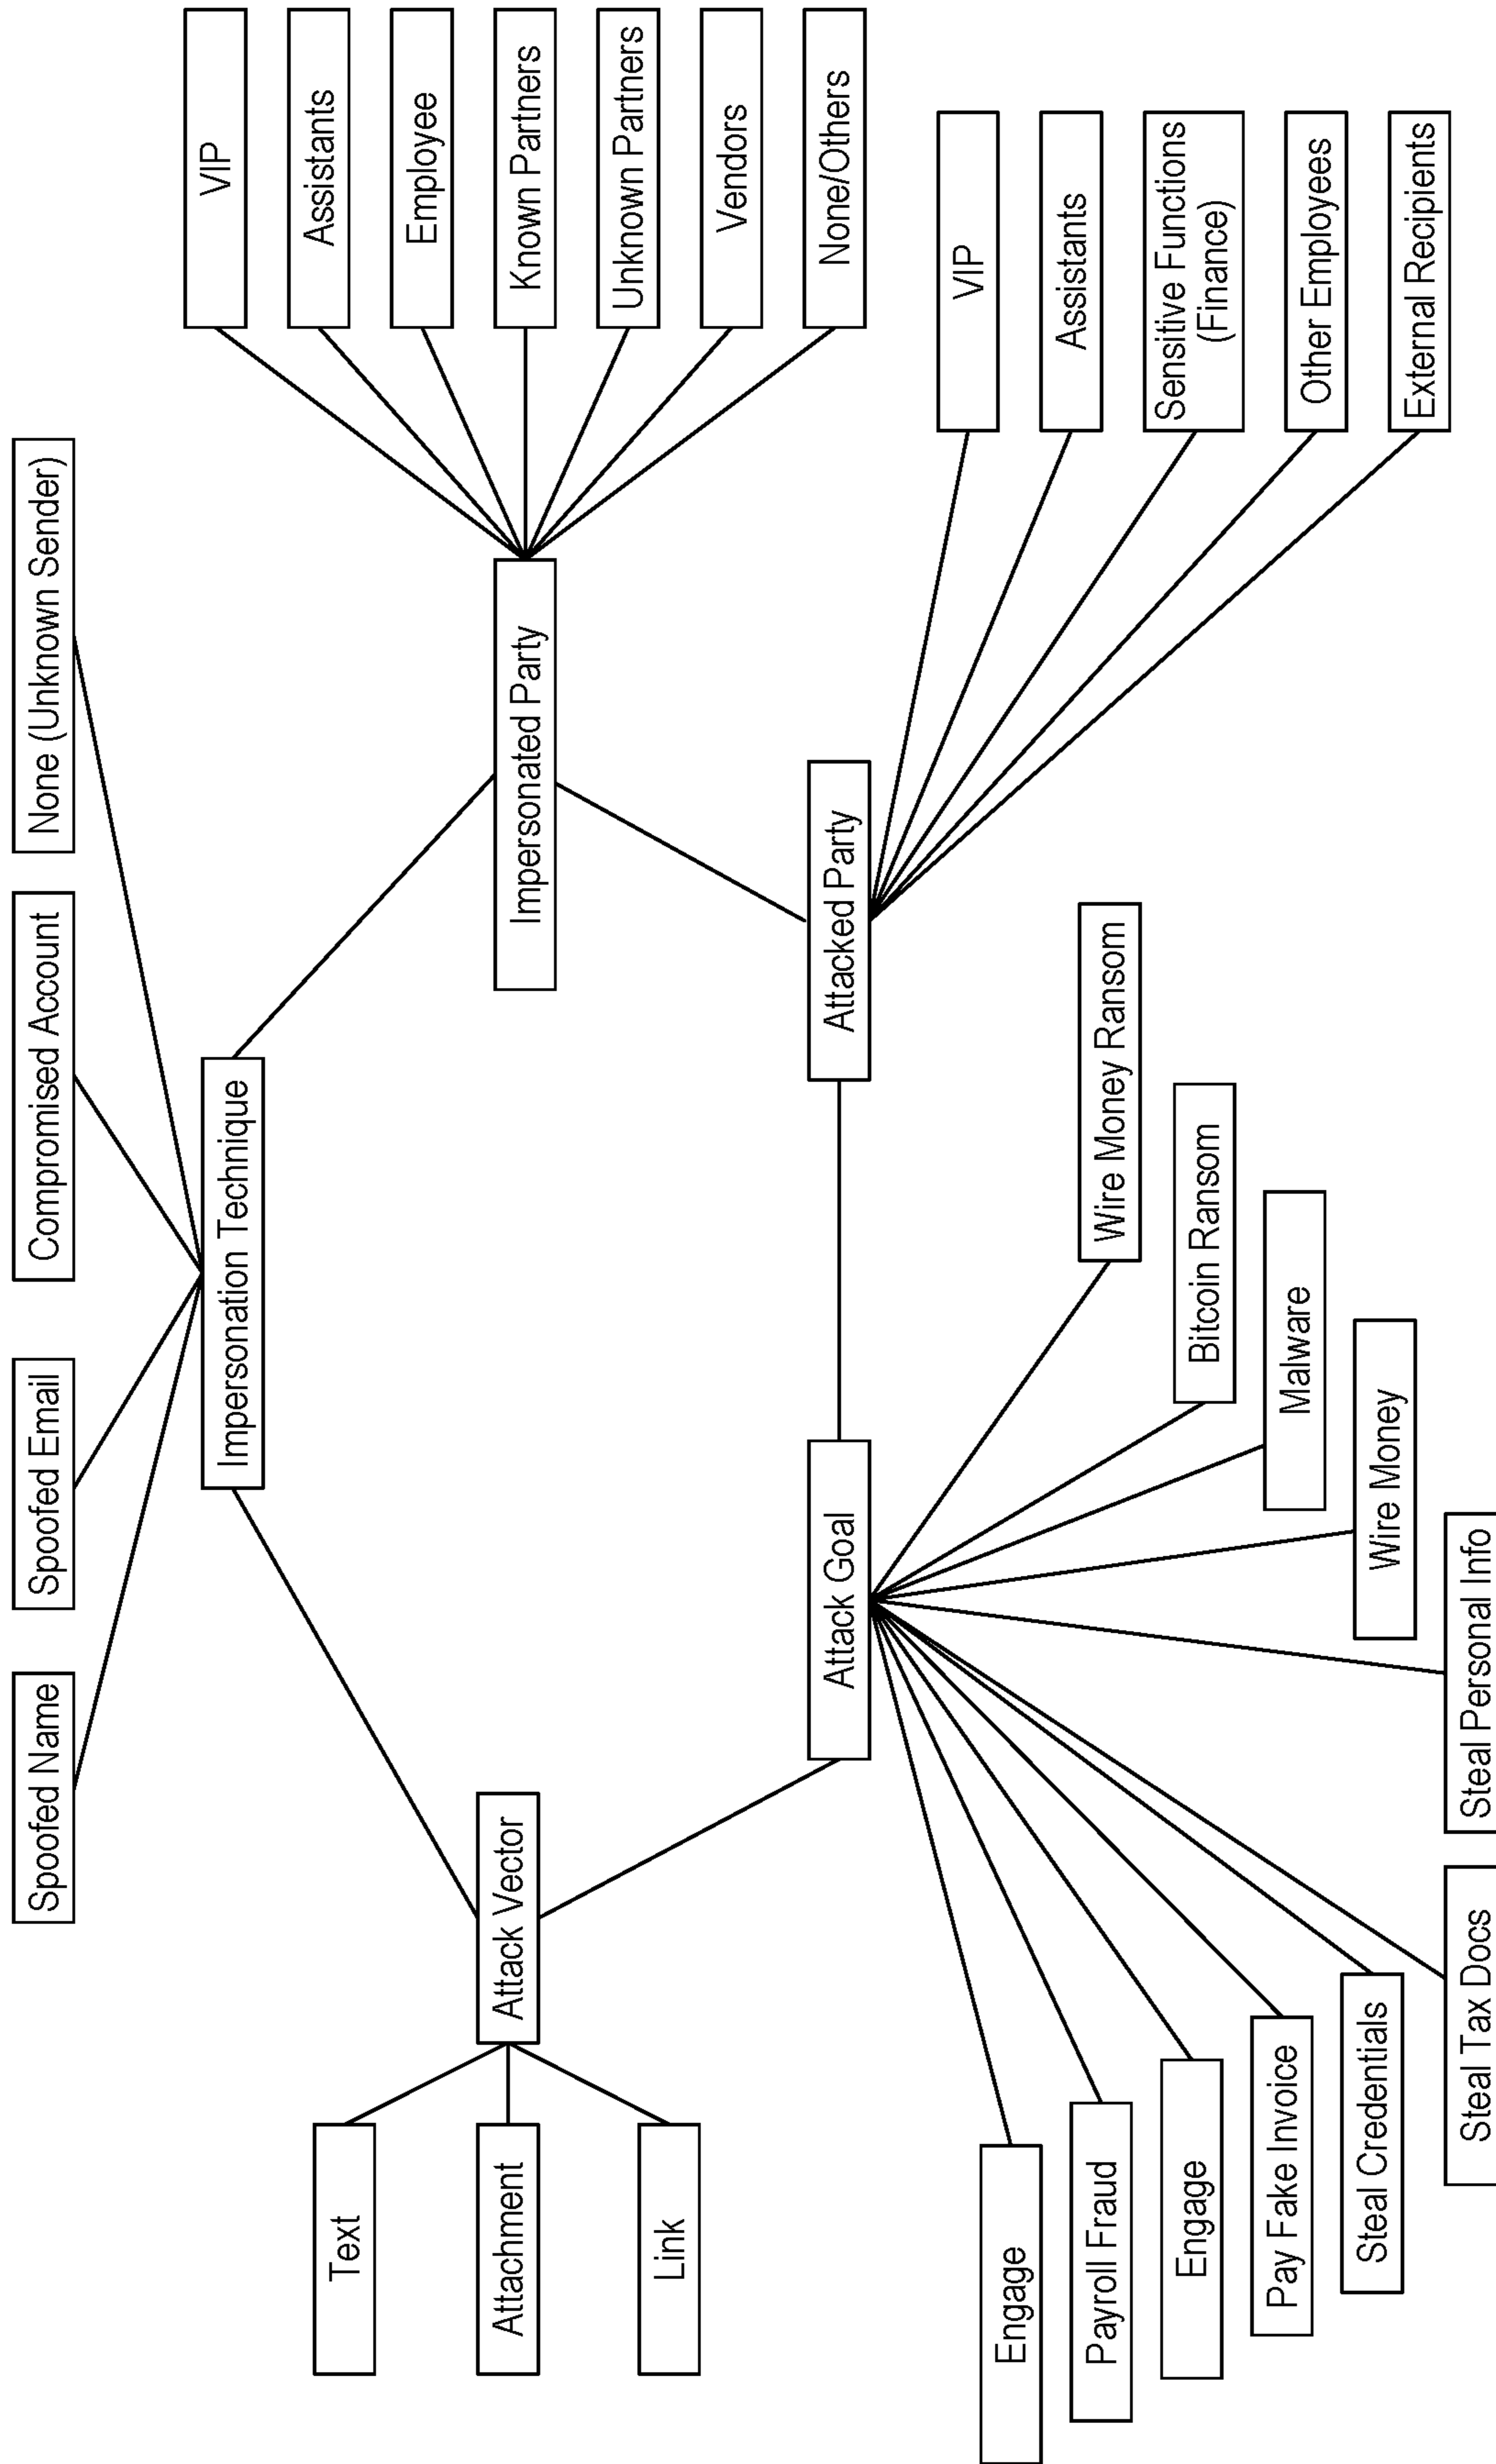 Spoofed Name
Spoofed Email
Compromised Account
None (Unknown Sender)
Impersonation Technique
Text
Attachment
Link
Attack Vector
Impersonated Party
VIP
Assistants
Employee
Known Partners
Unknown Partners
Vendors
None/Others
Attack Goal
Attacked Party
VIP
Assistants
Sensitive Functions
(Finance)
Other Employees
External Recipients
Engage
Payroll Fraud
Engage
Pay Fake Invoice
Steal Credentials
Steal Tax Docs
Steal Personal Info
Wire Money
Malware
Bitcoin Ransom
Wire Money Ransom